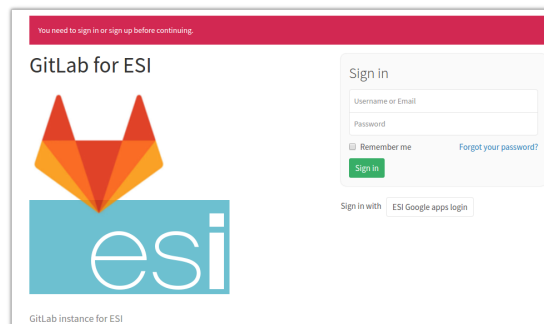 You need to sign in or sign up before continuing.
GitLab for ESI
esi
GitLab instance for ESI
Sign in
Username or Email
Password
Remember me Forgot your password?
Sign in
Sign in with ESI Google apps login